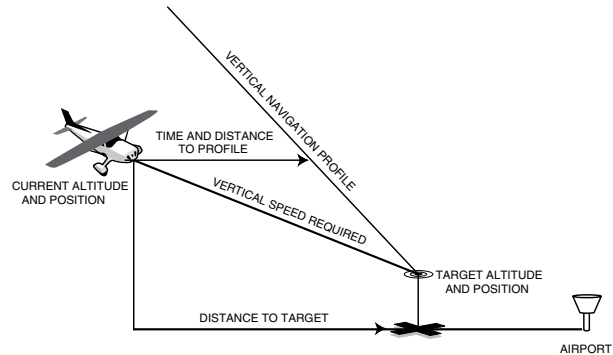 VERTICAL NAVIGATION PROFILE
TIME AND DISTANCE
TO PROFILE
CURRENT ALTITUDE
AND POSITION
VERTICAL SPEED REQUIRED
TARGET ALTITUDE
AND POSITION
DISTANCE TO TARGET
AIRPORT